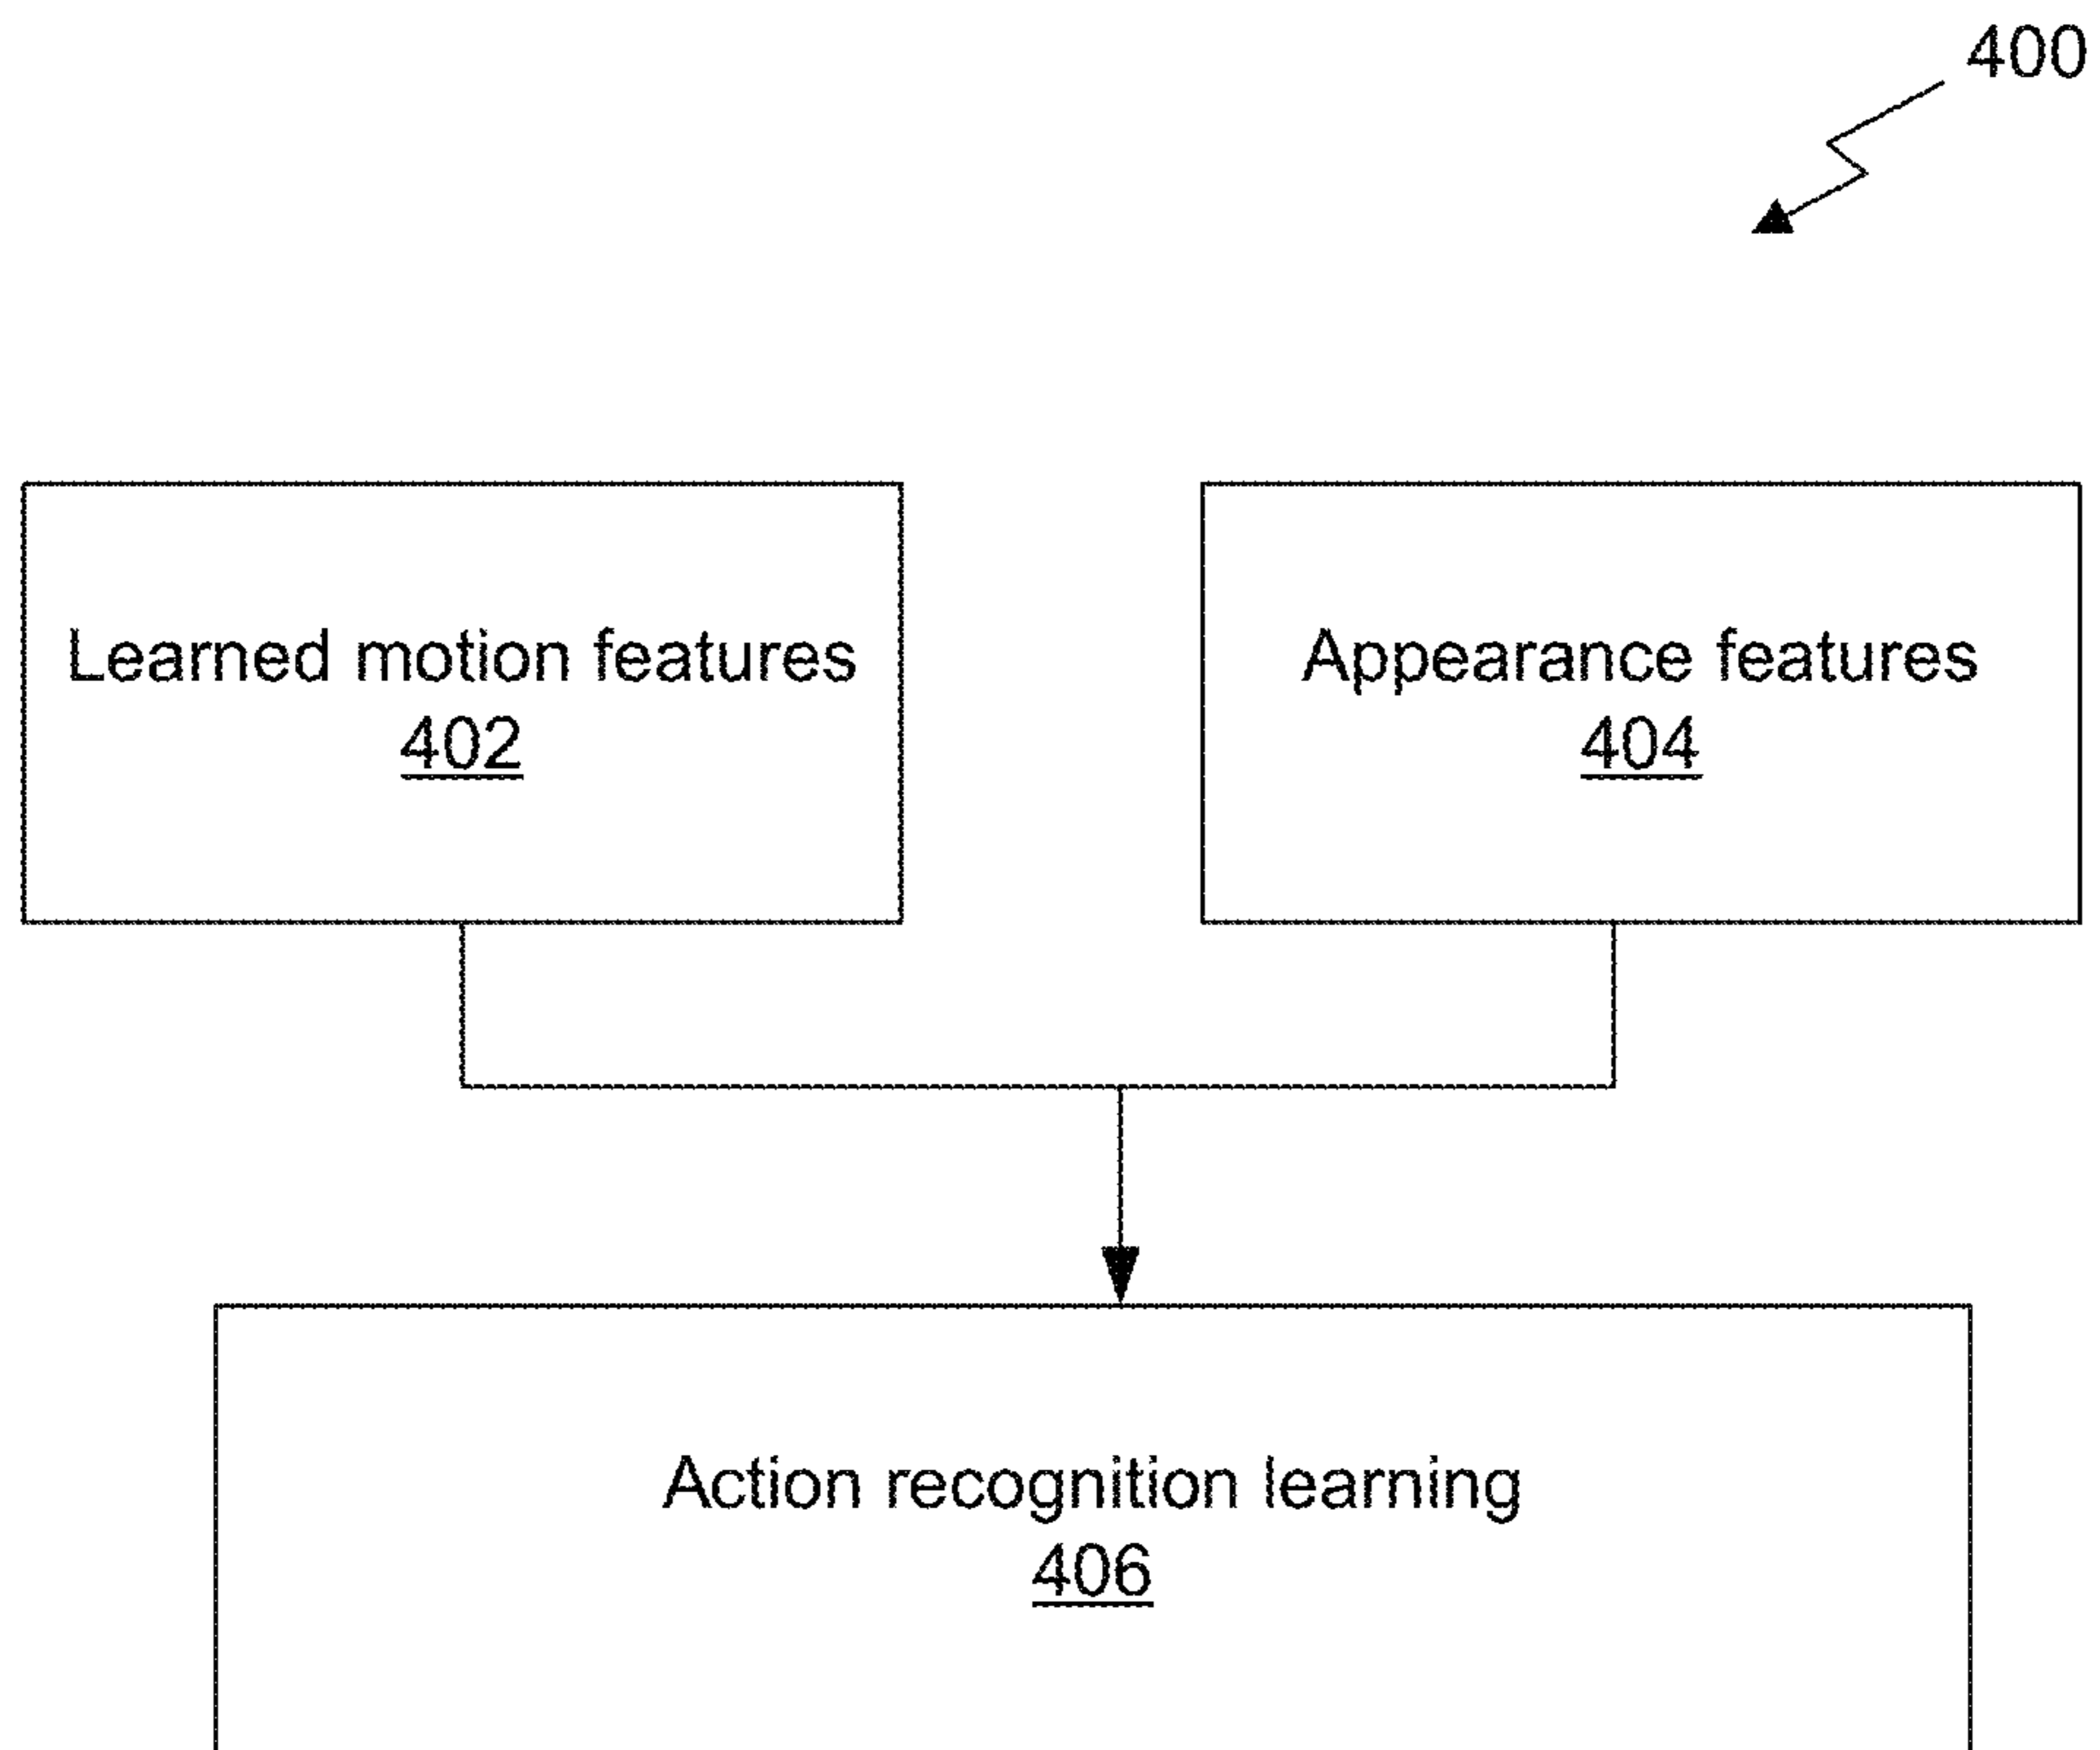 400
Learned motion features
402
Appearance features
404
Action recognition learning
406